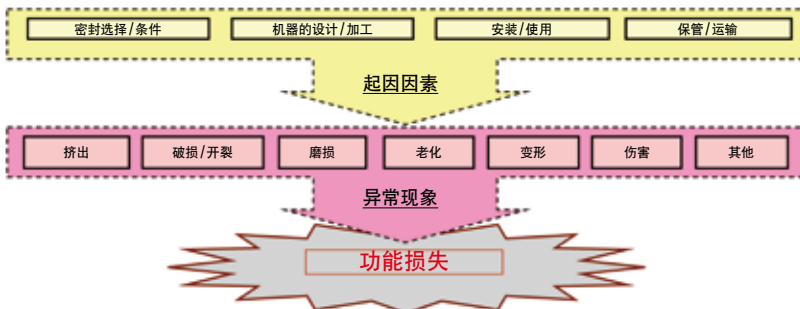 密封选择/条件 机器的设计/加工 安装/使用 保管/运输
起因因素
挤出 破损/开裂 磨损 老化 变形 伤害 其他
异常现象
功能损失